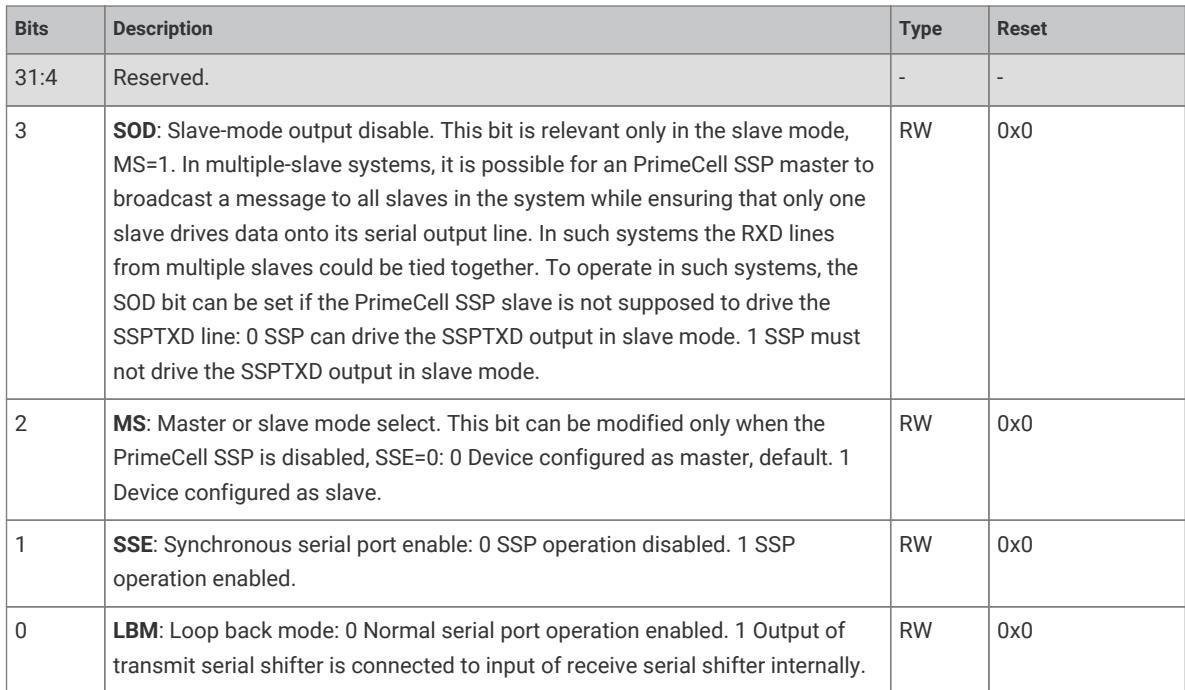 Bits Description Type Reset
31:4 Reserved. - -
3 SOD: Slave-mode output disable. This bit is relevant only in the slave mode, RW 0x0
MS=1. In multiple-slave systems, it is possible for an PrimeCell SSP master to
broadcast a message to all slaves in the system while ensuring that only one
slave drives data onto its serial output line. In such systems the RXD lines
from multiple slaves could be tied together. To operate in such systems, the
SOD bit can be set if the PrimeCell SSP slave is not supposed to drive the
SSPTXD line: 0 SSP can drive the SSPTXD output in slave mode. 1 SSP must
not drive the SSPTXD output in slave mode.
2 MS: Master or slave mode select. This bit can be modified only when the RW 0x0
PrimeCell SSP is disabled, SSE=0: 0 Device configured as master, default. 1
Device configured as slave.
1 SSE: Synchronous serial port enable: 0 SSP operation disabled. 1 SSP RW 0x0
operation enabled.
0 LBM: Loop back mode: 0 Normal serial port operation enabled. 1 Output of RW 0x0
transmit serial shifter is connected to input of receive serial shifter internally.